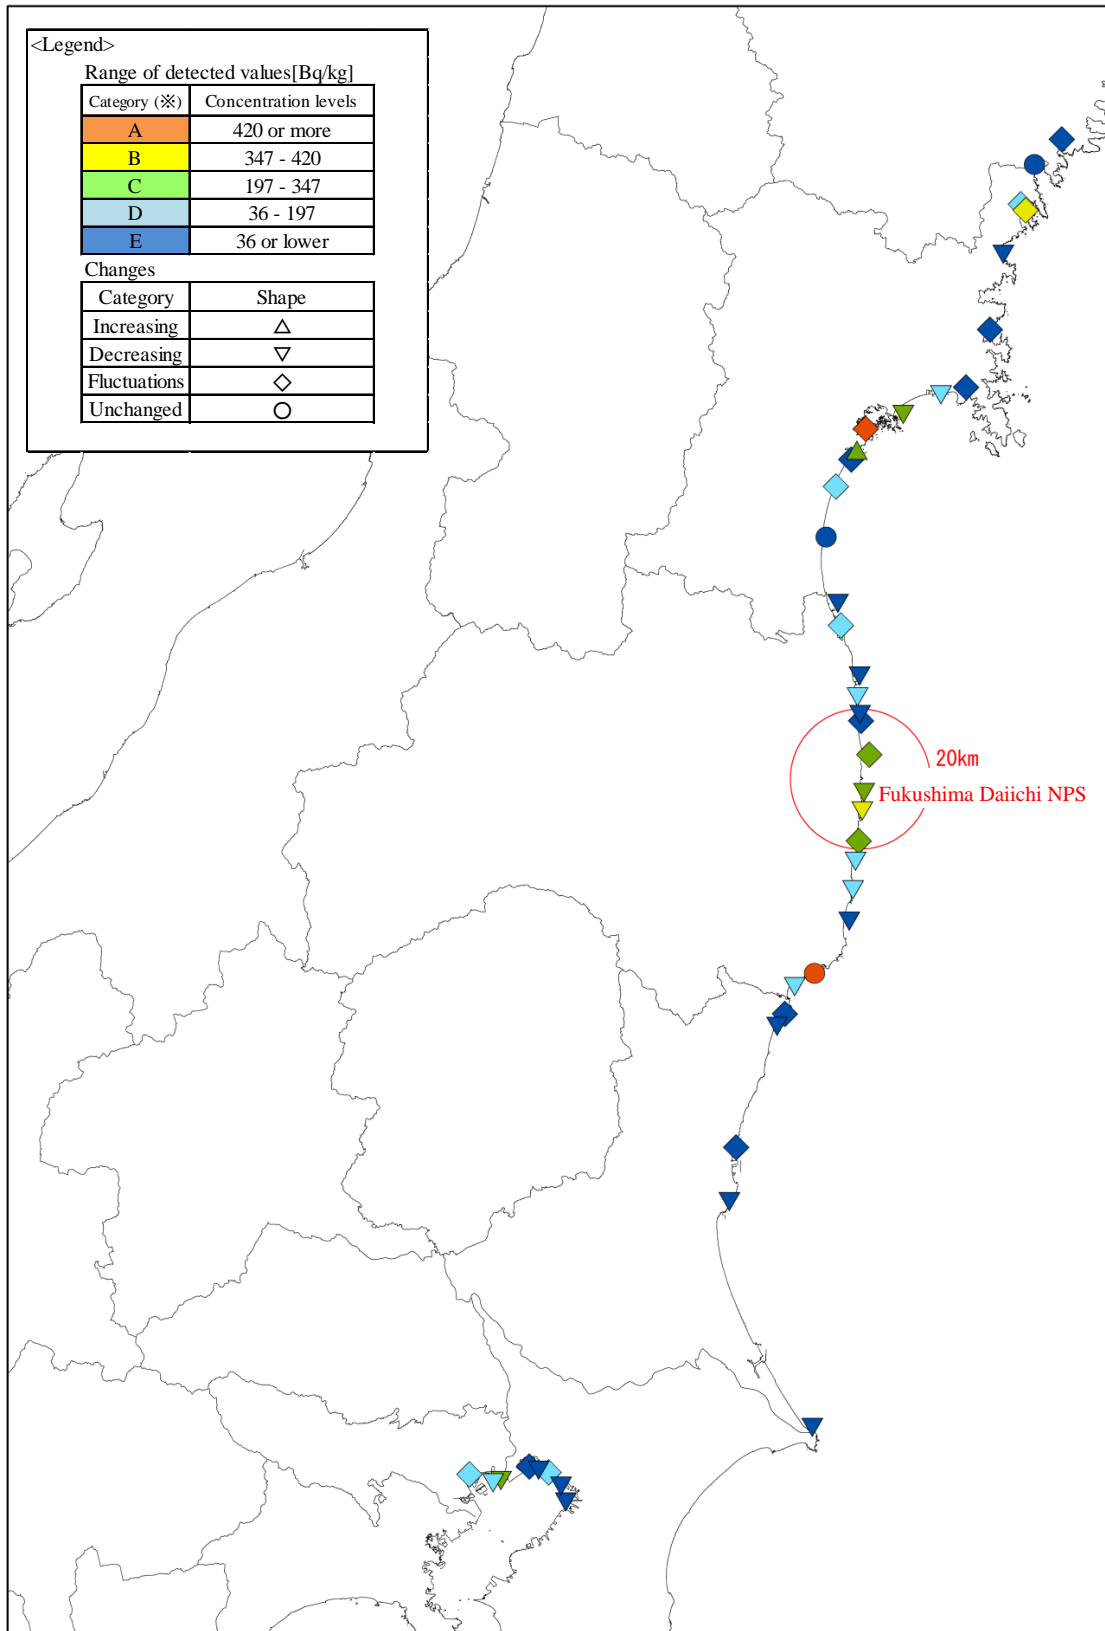 <Legend>
Range of detected values[Bq/kg]
Category (※) Concentration levels
A 420 or more
B 347 - 420
C 197 - 347
D 36 - 197
E 36 or lower
Changes
Category Shape
Increasing △
Decreasing ▽
Fluctuations ◇
Unchanged ○
20km
Fukushima Daiichi NPS